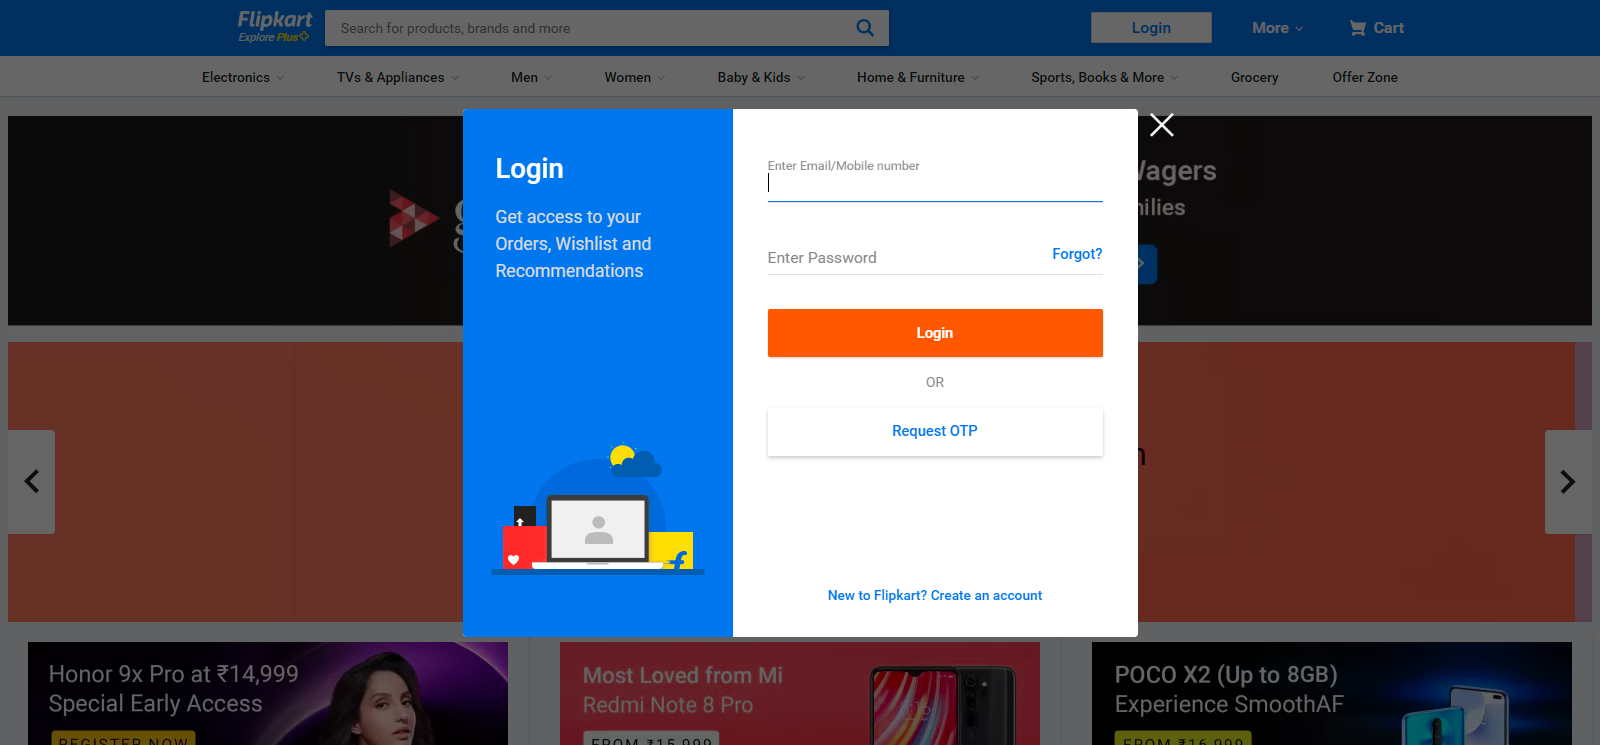 Flipkart
Explore Plus
Search for products, brands and more
Login
More
Cart
Electronics
TVs & Appliances
Men
Women
Baby & Kids
Home & Furniture
Sports, Books & More
Grocery
Offer Zone
Login
Get access to your
Orders, Wishlist and
Recommendations
Enter Email/Mobile number
Enter Password
Forgot?
Login
OR
Request OTP
New to Flipkart? Create an account
Wagers
Honor 9x Pro at ₹14,999
Special Early Access
REGISTER NOW
Most Loved from Mi
Redmi Note 8 Pro
FROM ₹15,999
POCO X2 (Up to 8GB)
Experience SmoothAF
FROM ₹16,999